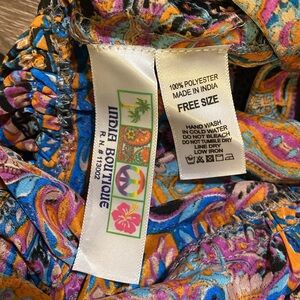 INDIA BOUTIQUE
R. N. # 113002
100% POLYESTER
MADE IN INDIA
FREE SIZE
HAND WASH
IN COLD WATER
DO NOT BLEACH
DO NOT TUMBLE DRY
LINE DRY
LOW IRON